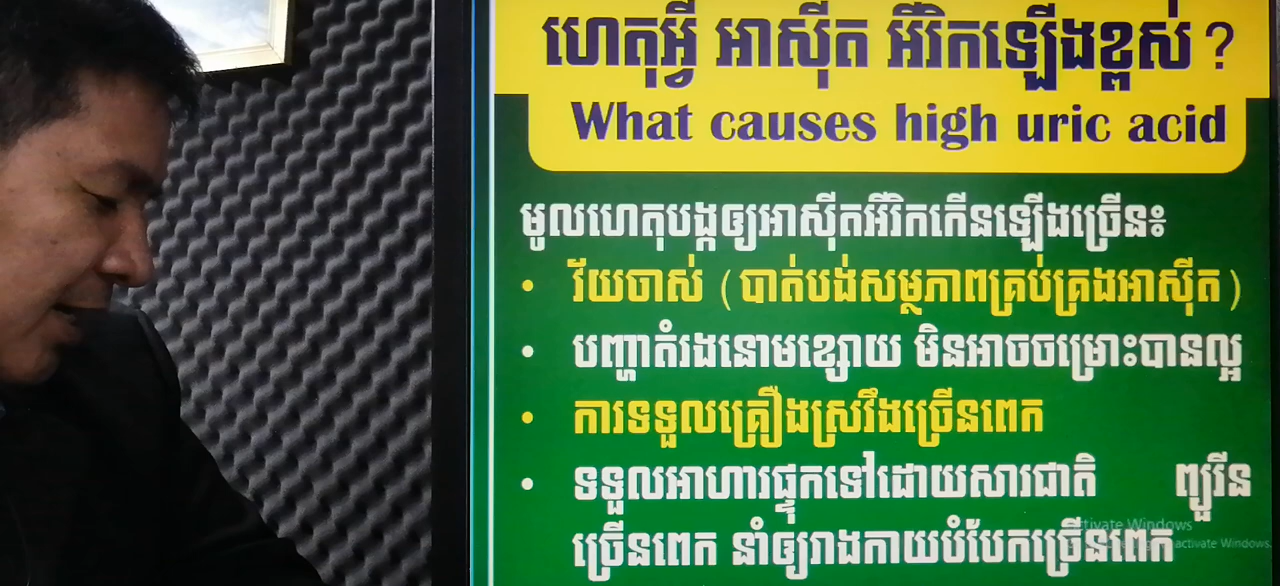 ហេតុអ្វី អាស៊ីត អ៊ីរិកឡើងខ្ពស់ ?
What causes high uric acid
មូលហេតុបង្កឲ្យអាស៊ីតអ៊ីរិកកើនឡើងច្រើន៖
• វ័យចាស់ (បាត់បង់សម្ថភាពគ្រប់គ្រងអាស៊ីត)
• បញ្ហាតំរងនោមខ្សោយ មិនអាចចម្រោះបានល្អ
• ការទទួលគ្រឿងស្រវឹងច្រើនពេក
• ទទួលអាហារផ្ទុកទៅដោយសារជាតិ ព្យួរីន
ច្រើនពេក នាំឲ្យរាងកាយបំបែកច្រើនពេក
Activate Windows
activate Windows.